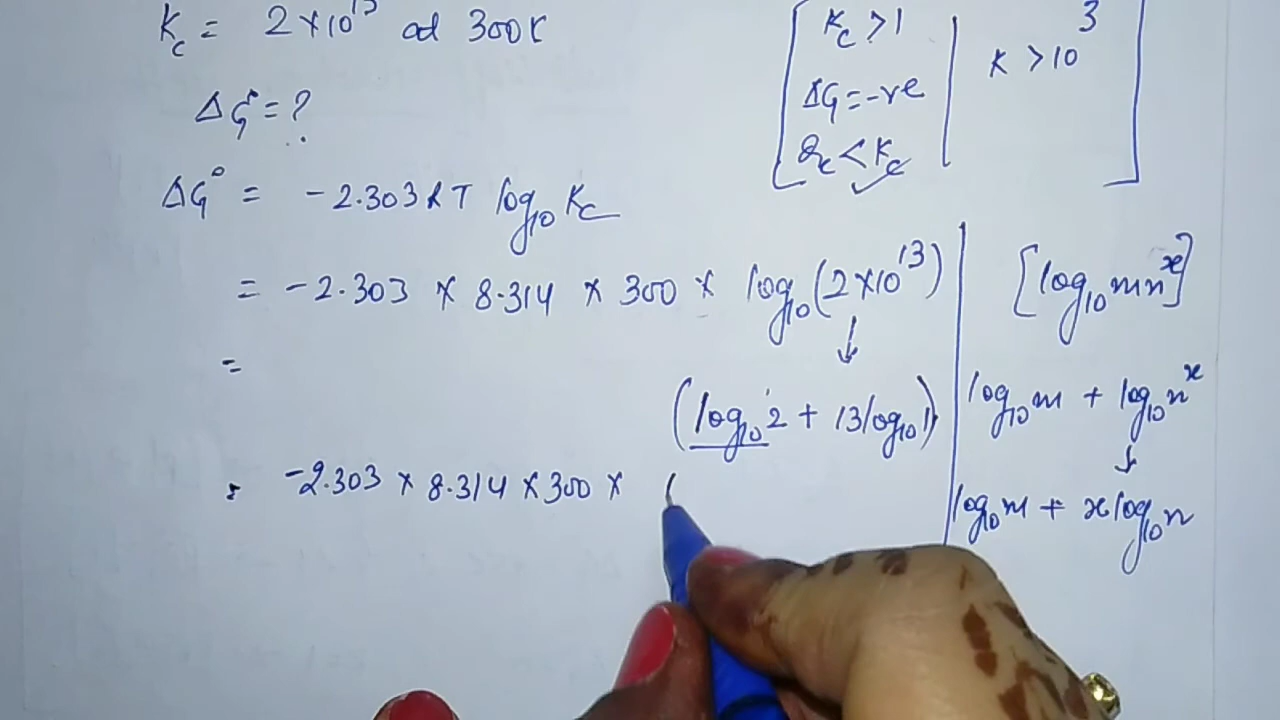 Kc = 2×10^13 at 300K
ΔG° = ?
ΔG° = -2.303RT log10 Kc
= -2.303 × 8.314 × 300 × log10 (2×10^13)
=
↓
(log10 2 + 13 log10 1)
= -2.303 × 8.314 × 300 × (
Kc > 1
ΔG = -ve
Qc < Kc
K > 10^3
[log10 mn^x]
log10 m + log10 n^x
↓
log10 m + x log10 n